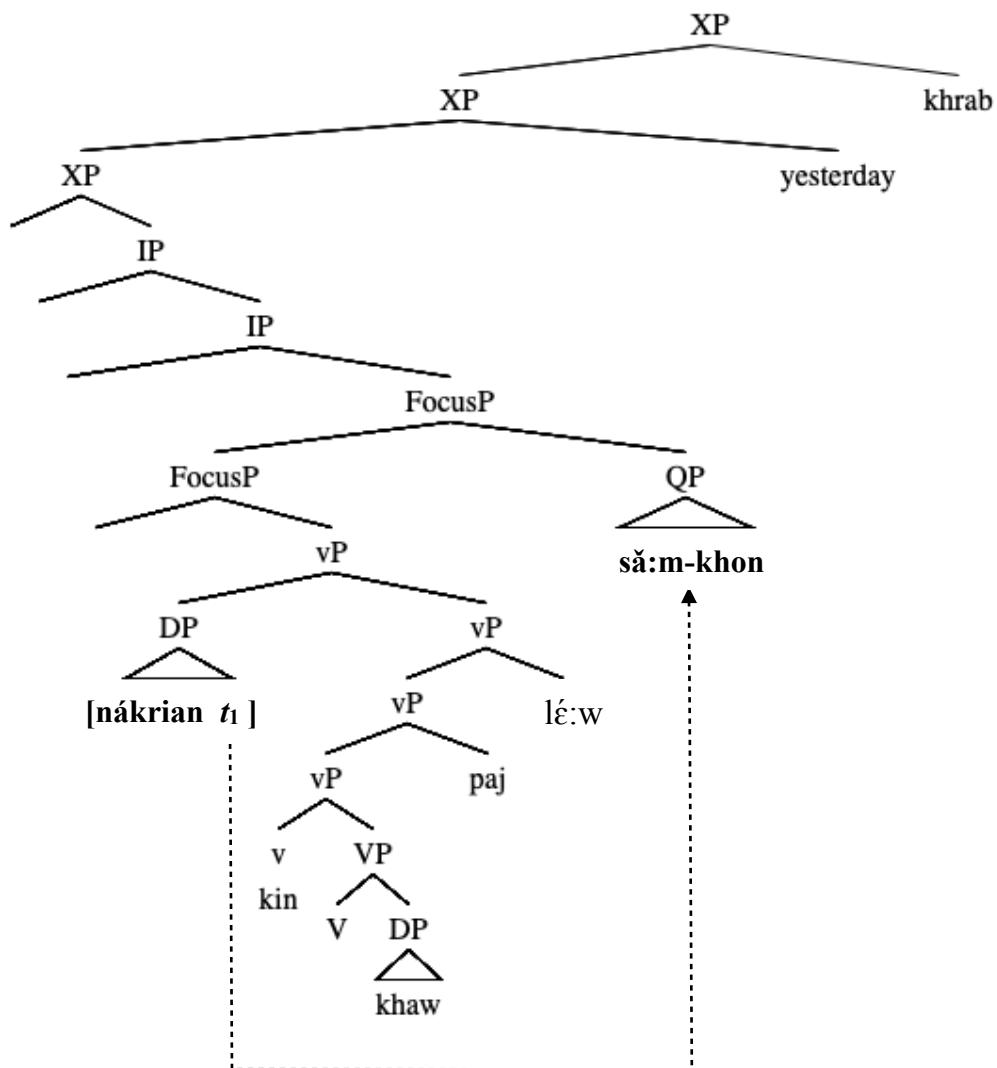 XP
XP khrab
XP yesterday
IP
IP
FocusP
FocusP QP
vP sǎ:m-khon
DP vP
[nákrian t₁ ] vP lɛ́:w
vP paj
v VP
kin V DP
khaw